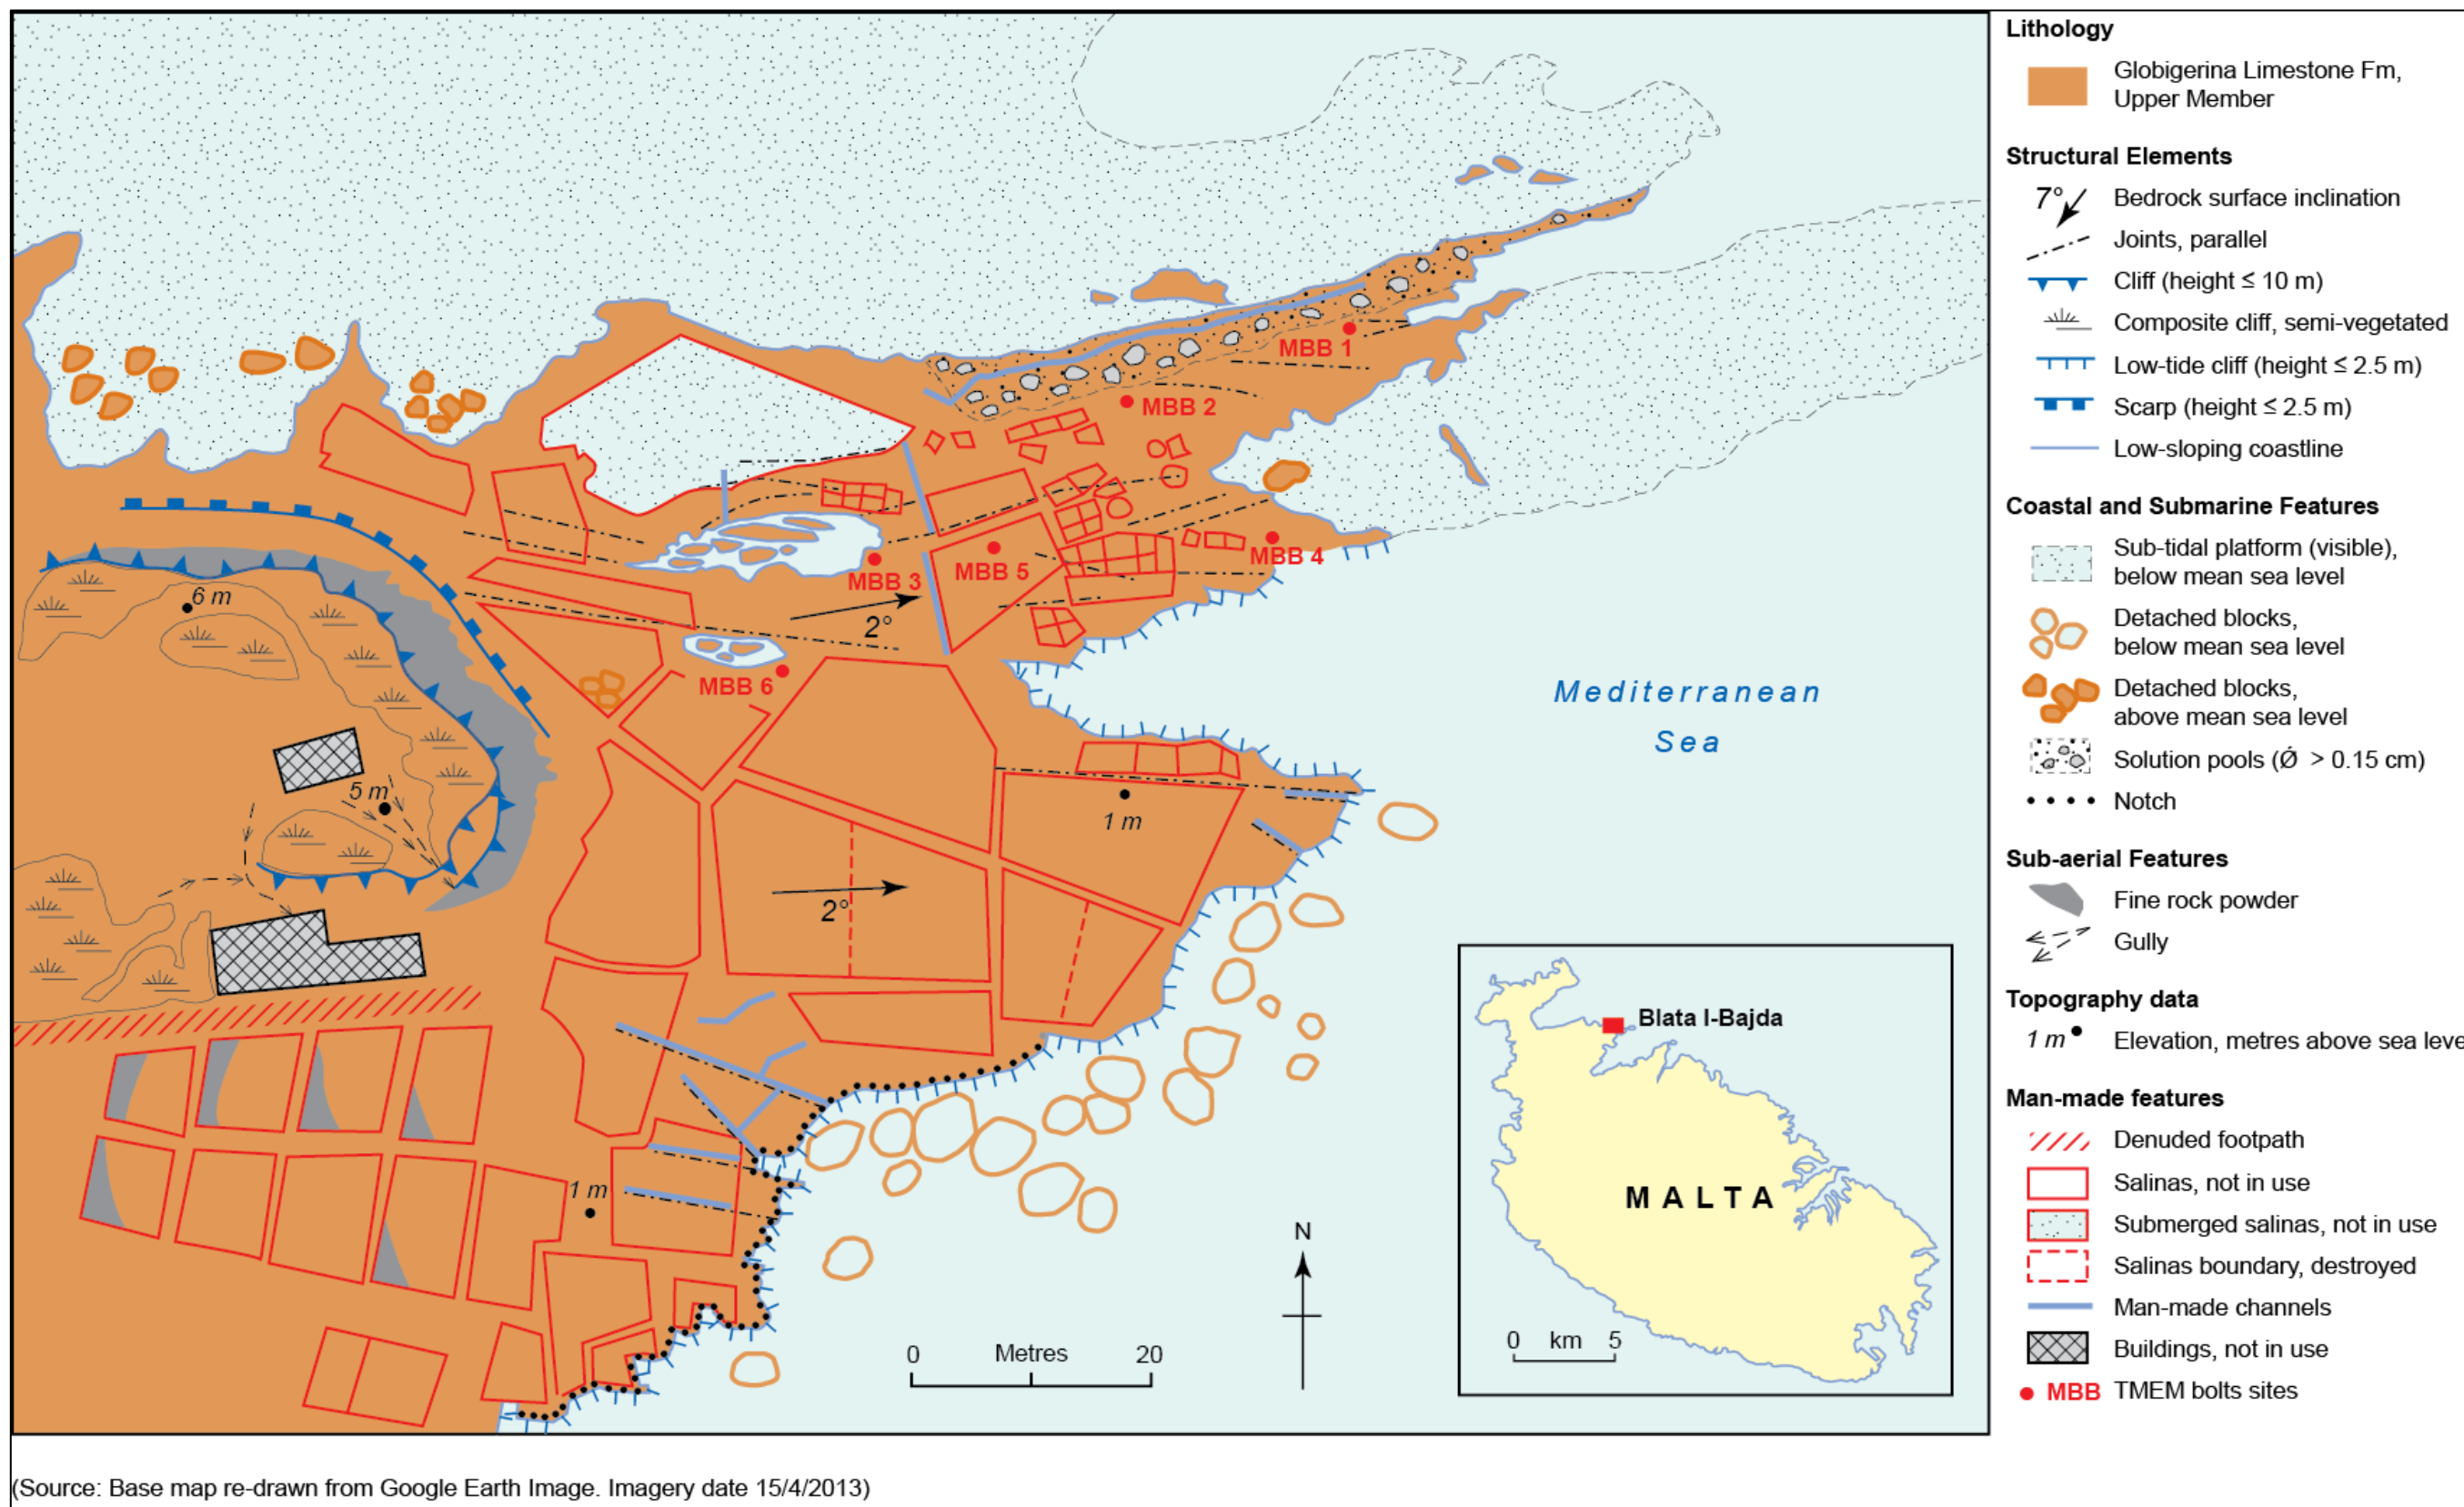 MBB 1
MBB 2
MBB 4
MBB 5
MBB 3
2°
MBB 6
6 m
5 m
1 m
2°
1 m
Mediterranean
Sea
Blata l-Bajda
MALTA
0 km 5
N
0 Metres 20
Lithology
Globigerina Limestone Fm,
Upper Member
Structural Elements
7° Bedrock surface inclination
Joints, parallel
Cliff (height ≤ 10 m)
Composite cliff, semi-vegetated
Low-tide cliff (height ≤ 2.5 m)
Scarp (height ≤ 2.5 m)
Low-sloping coastline
Coastal and Submarine Features
Sub-tidal platform (visible),
below mean sea level
Detached blocks,
below mean sea level
Detached blocks,
above mean sea level
Solution pools (Ǿ > 0.15 cm)
Notch
Sub-aerial Features
Fine rock powder
Gully
Topography data
1 m Elevation, metres above sea leve
Man-made features
Denuded footpath
Salinas, not in use
Submerged salinas, not in use
Salinas boundary, destroyed
Man-made channels
Buildings, not in use
MBB TMEM bolts sites
(Source: Base map re-drawn from Google Earth Image. Imagery date 15/4/2013)